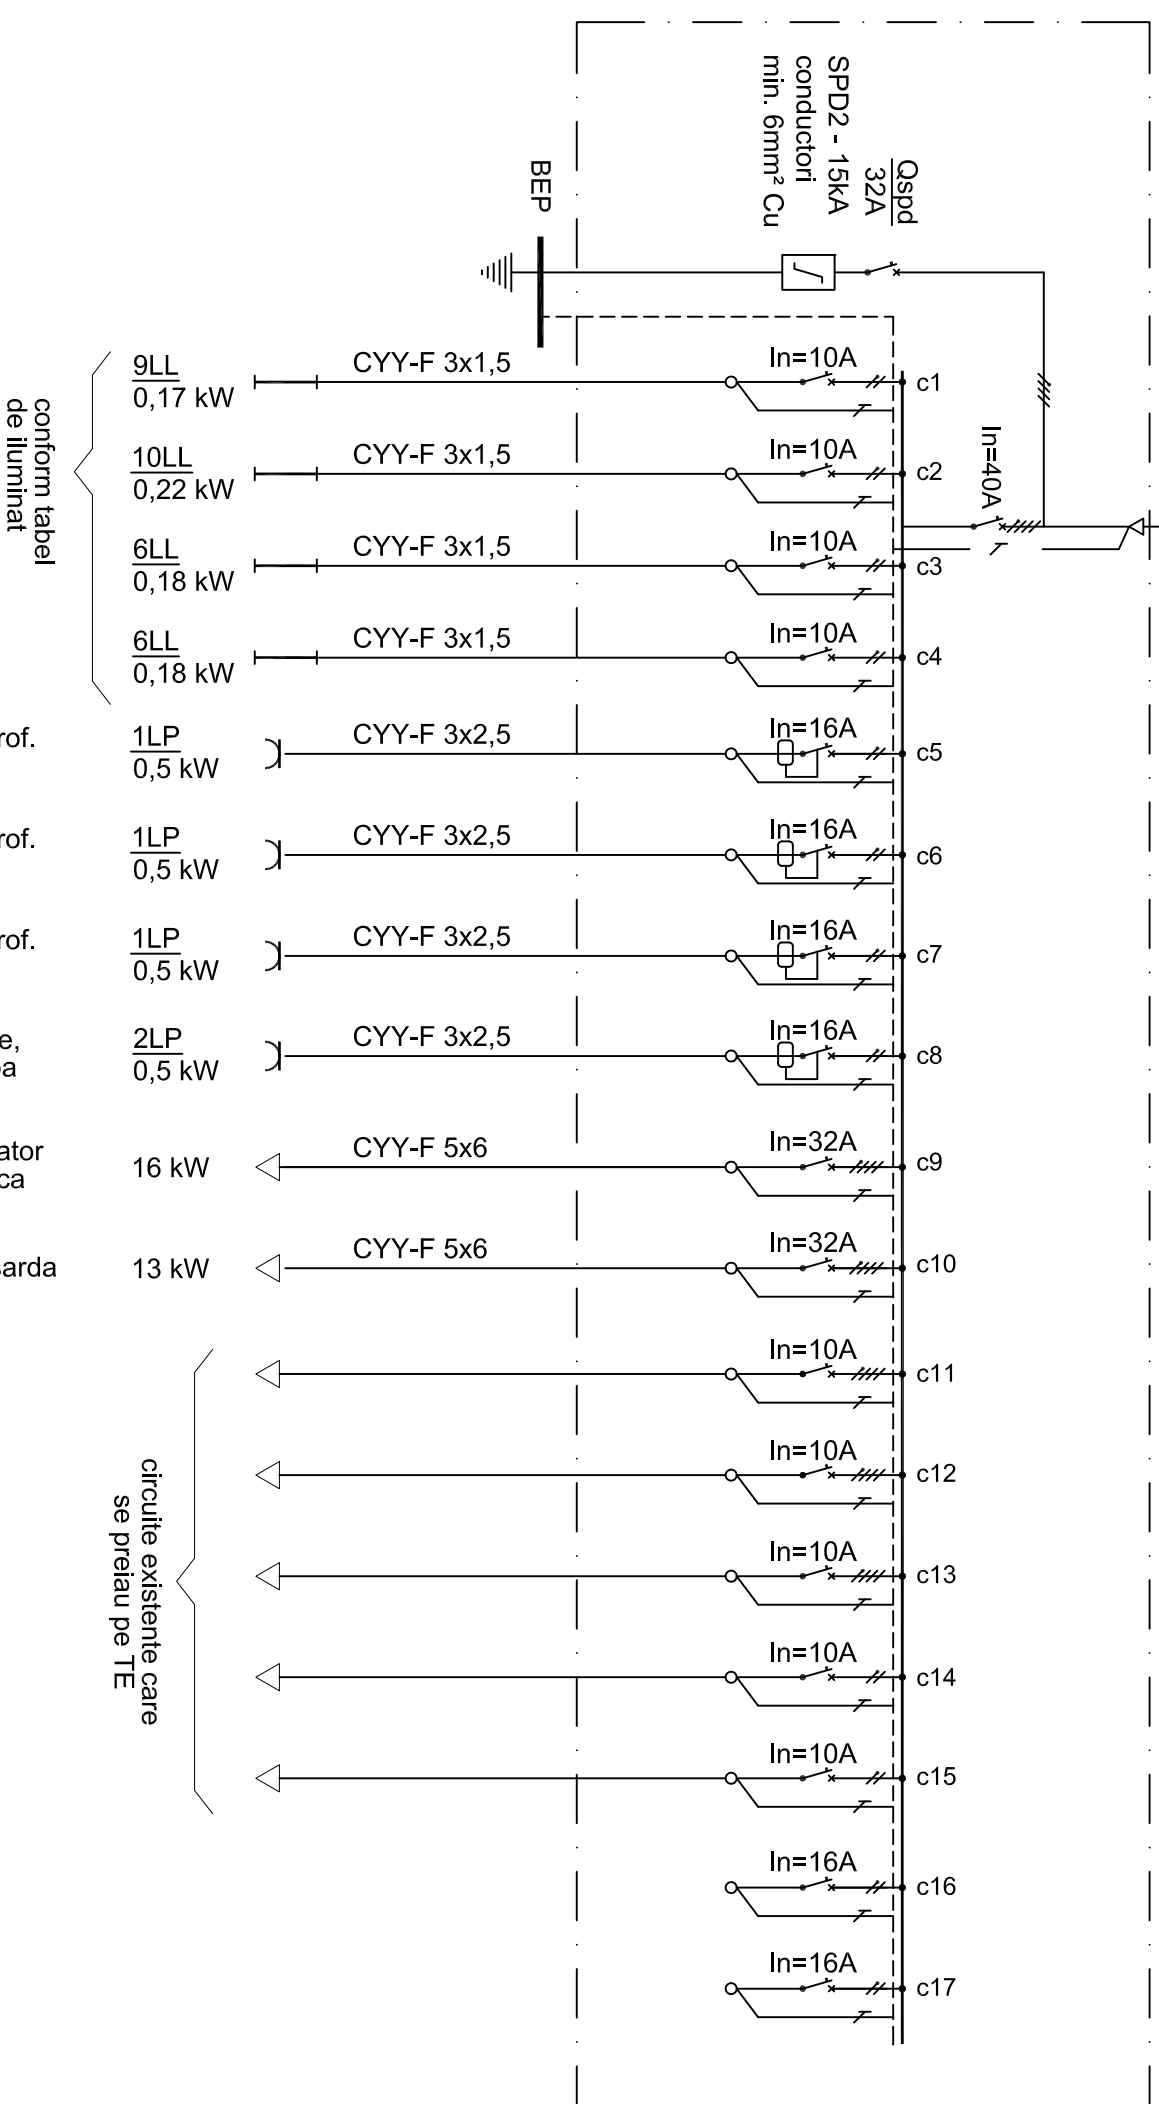 Qspd
32A
SPD2 - 15kA
conductori
min. 6mm² Cu
BEP
In=40A
conform tabel
de iluminat
9LL
0,17 kW
CYY-F 3x1,5
In=10A
c1
10LL
0,22 kW
CYY-F 3x1,5
In=10A
c2
6LL
0,18 kW
CYY-F 3x1,5
In=10A
c3
6LL
0,18 kW
CYY-F 3x1,5
In=10A
c4
rof.
1LP
0,5 kW
CYY-F 3x2,5
In=16A
c5
rof.
1LP
0,5 kW
CYY-F 3x2,5
In=16A
c6
rof.
1LP
0,5 kW
CYY-F 3x2,5
In=16A
c7
e,
2LP
0,5 kW
CYY-F 3x2,5
In=16A
c8
ator
ca
16 kW
CYY-F 5x6
In=32A
c9
sarda
13 kW
CYY-F 5x6
In=32A
c10
circuite existente care
se preiau pe TE
In=10A
c11
In=10A
c12
In=10A
c13
In=10A
c14
In=10A
c15
In=16A
c16
In=16A
c17